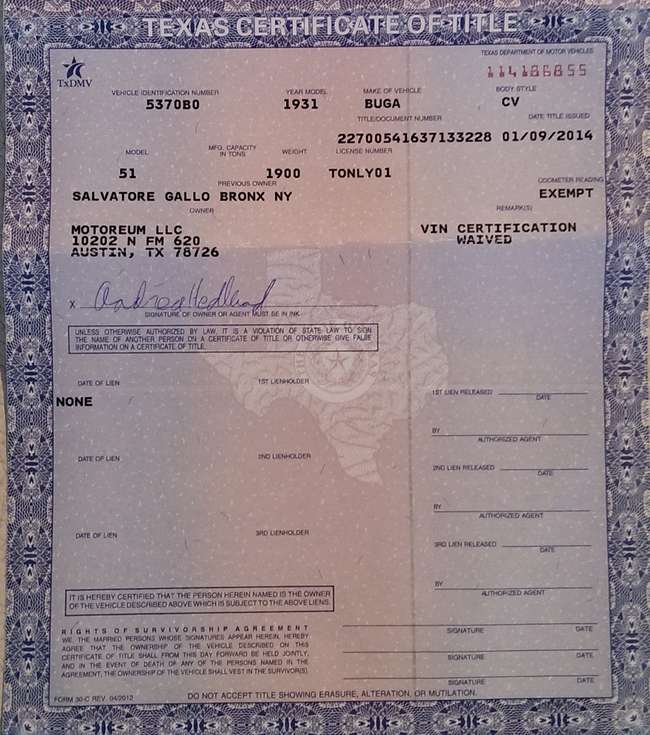 TEXAS CERTIFICATE OF TITLE
TEXAS DEPARTMENT OF MOTOR VEHICLES
TxDMV
114186855
VEHICLE IDENTIFICATION NUMBER YEAR MODEL MAKE OF VEHICLE BODY STYLE
5370B0 1931 BUGA CV
TITLE/DOCUMENT NUMBER DATE TITLE ISSUED
22700541637133228 01/09/2014
MODEL MFG. CAPACITY IN TONS WEIGHT LICENSE NUMBER
51 1900 TONLY01
ODOMETER READING
PREVIOUS OWNER
SALVATORE GALLO BRONX NY EXEMPT
OWNER REMARK(S)
MOTOREUM LLC VIN CERTIFICATION
10202 N FM 620 WAIVED
AUSTIN, TX 78726
X
SIGNATURE OF OWNER OR AGENT MUST BE IN INK
UNLESS OTHERWISE AUTHORIZED BY LAW, IT IS A VIOLATION OF STATE LAW TO SIGN
THE NAME OF ANOTHER PERSON ON A CERTIFICATE OF TITLE OR OTHERWISE GIVE FALSE
INFORMATION ON A CERTIFICATE OF TITLE.
DATE OF LIEN 1ST LIENHOLDER
NONE
1ST LIEN RELEASED
DATE
BY
AUTHORIZED AGENT
DATE OF LIEN 2ND LIENHOLDER
2ND LIEN RELEASED
DATE
BY
AUTHORIZED AGENT
DATE OF LIEN 3RD LIENHOLDER
3RD LIEN RELEASED
DATE
BY
AUTHORIZED AGENT
IT IS HEREBY CERTIFIED THAT THE PERSON HEREIN NAMED IS THE OWNER
OF THE VEHICLE DESCRIBED ABOVE WHICH IS SUBJECT TO THE ABOVE LIENS.
RIGHTS OF SURVIVORSHIP AGREEMENT
WE, THE MARRIED PERSONS WHOSE SIGNATURES APPEAR HEREIN, HEREBY
AGREE THAT THE OWNERSHIP OF THE VEHICLE DESCRIBED ON THIS
CERTIFICATE OF TITLE SHALL FROM THIS DAY FORWARD BE HELD JOINTLY,
AND IN THE EVENT OF DEATH OF ANY OF THE PERSONS NAMED IN THE
AGREEMENT, THE OWNERSHIP OF THE VEHICLE SHALL VEST IN THE SURVIVOR(S).
SIGNATURE DATE
SIGNATURE DATE
SIGNATURE DATE
FORM 30-C REV. 04/2012
DO NOT ACCEPT TITLE SHOWING ERASURE, ALTERATION, OR MUTILATION.